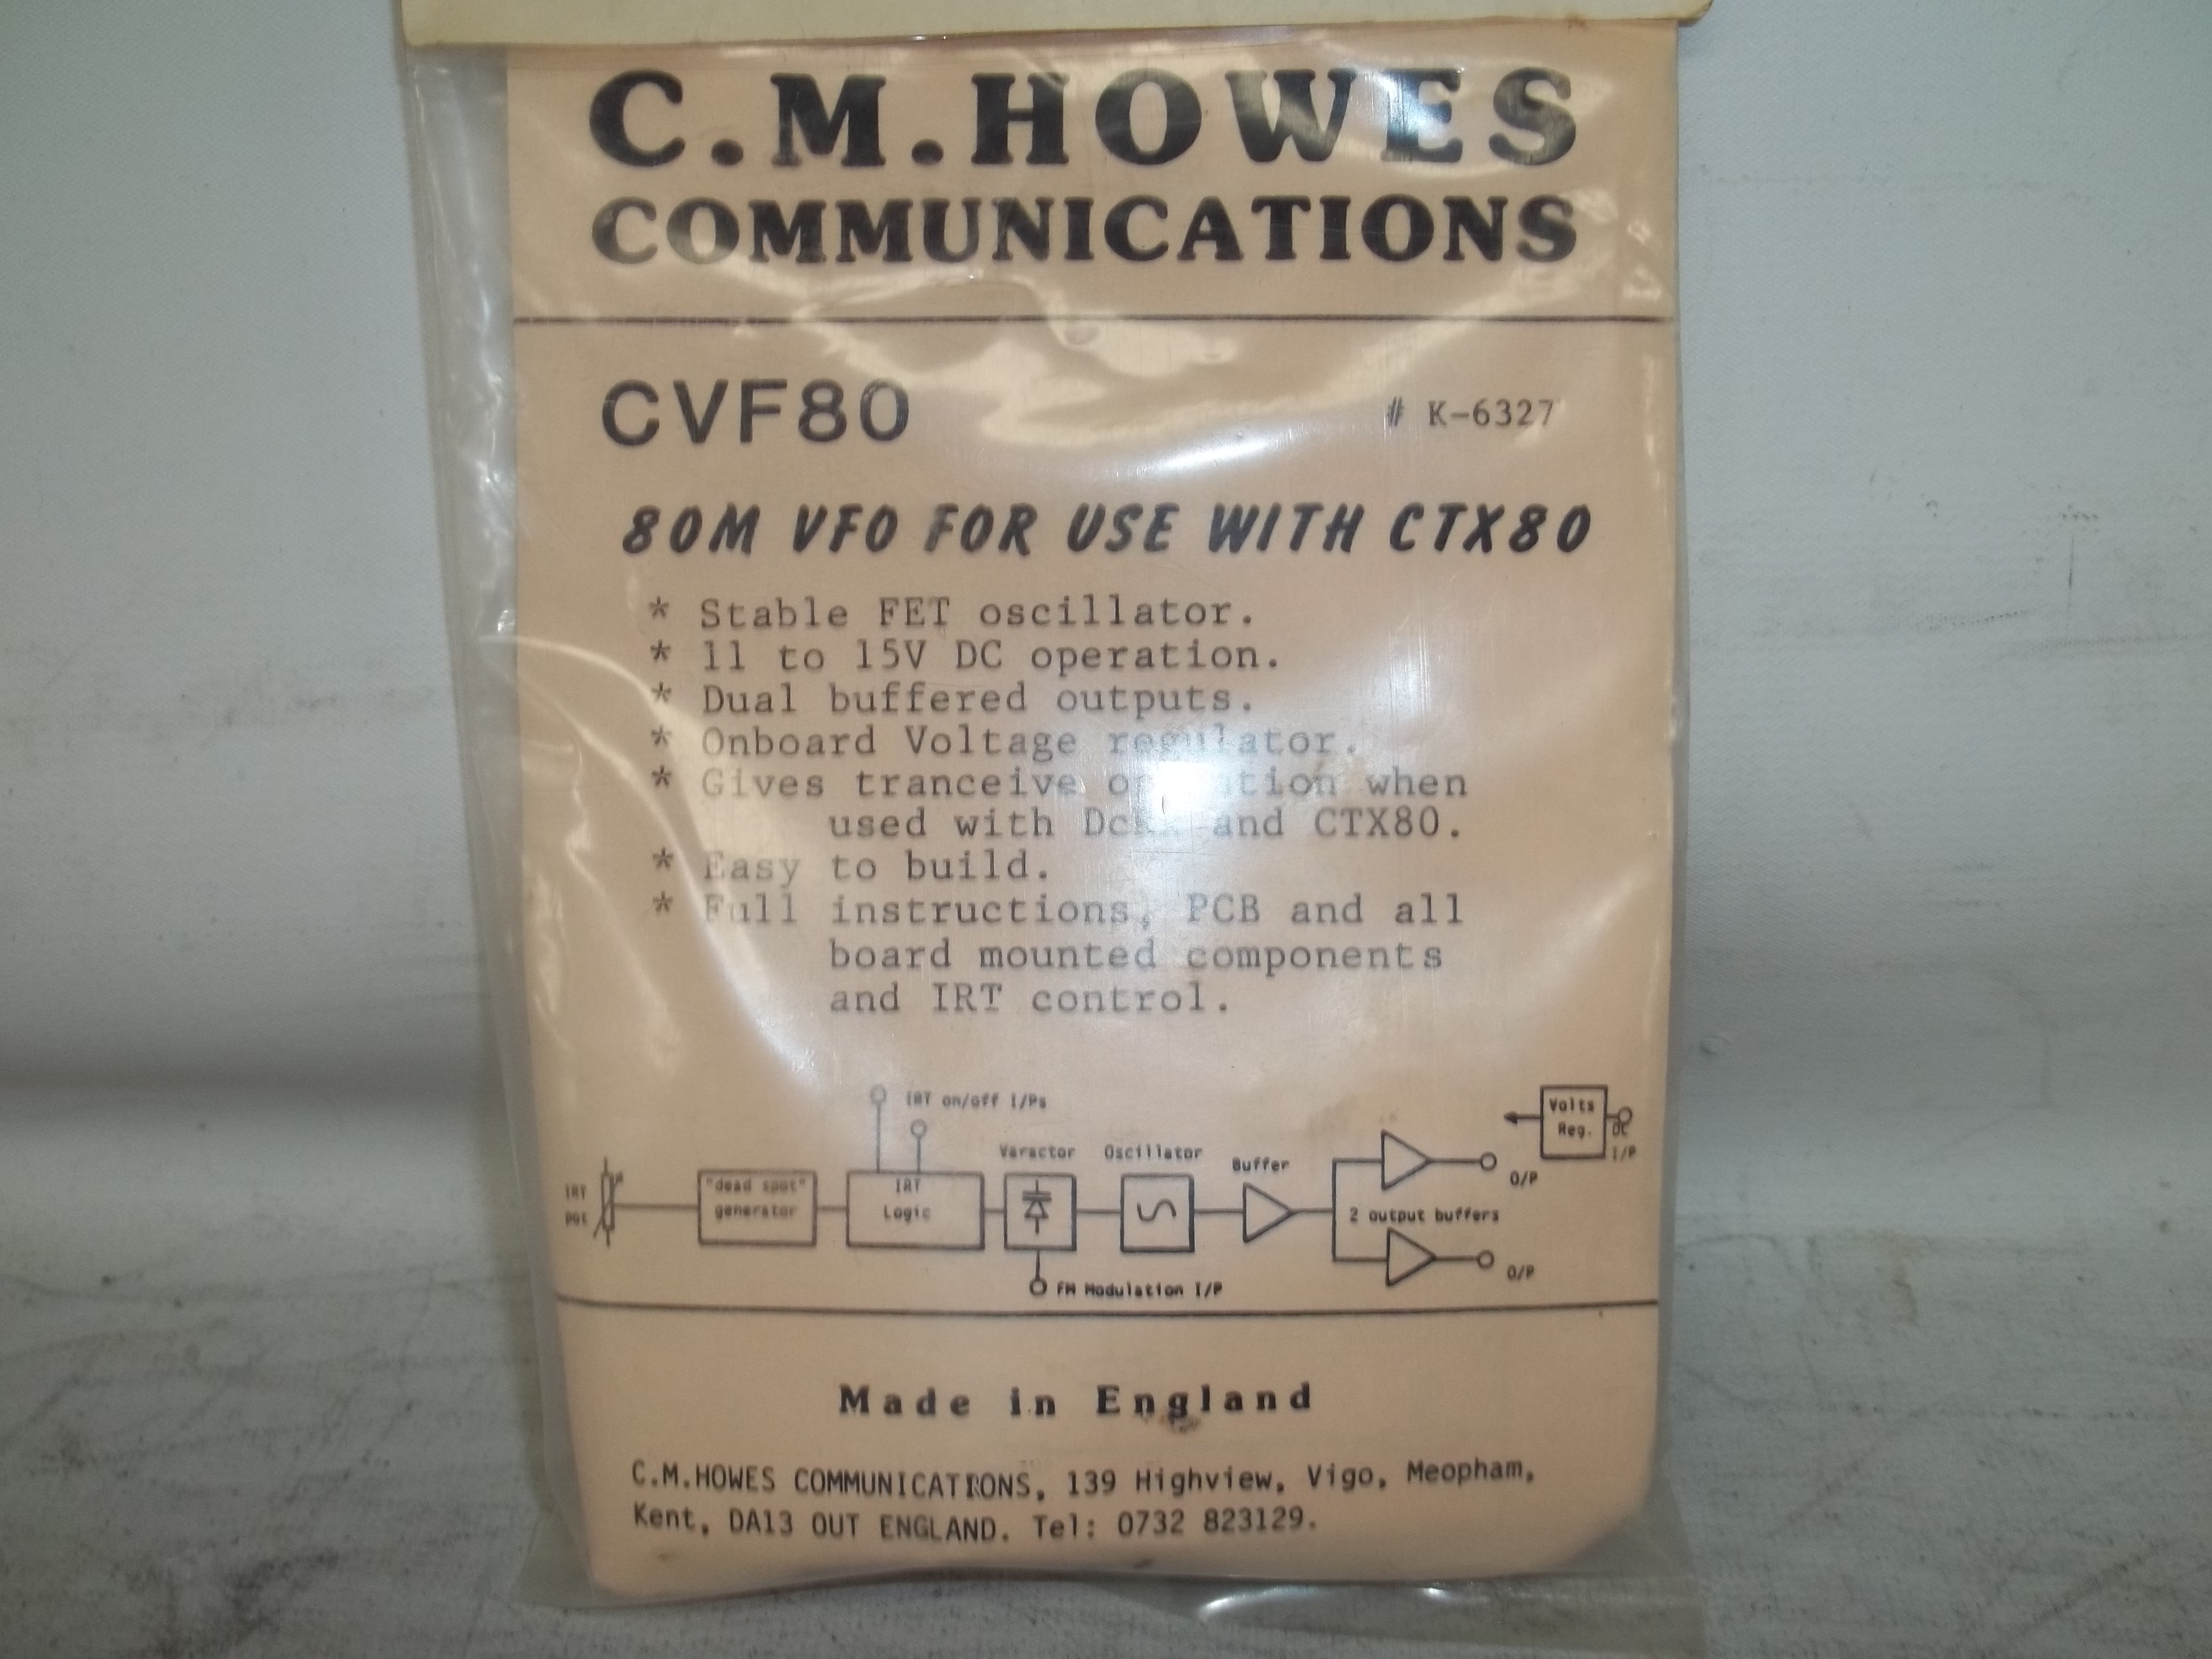 C.M.HOWES
COMMUNICATIONS
CVF80
# K-6327
80M VFO FOR USE WITH CTX80
* Stable FET oscillator.
* 11 to 15V DC operation.
* Dual buffered outputs.
* Onboard Voltage regulator.
* Gives tranceive operation when
used with and CTX80.
* Easy to build.
* Full instructions, PCB and all
board mounted components
and IRT control.
IRT on/off I/Ps
Volts
Reg.
DC
I/P
Varactor
Oscillator
Buffer
IRT
pot
"dead spot"
generator
IRT
Logic
O/P
2 output buffers
O/P
FM Modulation I/P
Made in England
C.M.HOWES COMMUNICATIONS, 139 Highview, Vigo, Meopham,
Kent, DA13 OUT ENGLAND. Tel: 0732 823129.